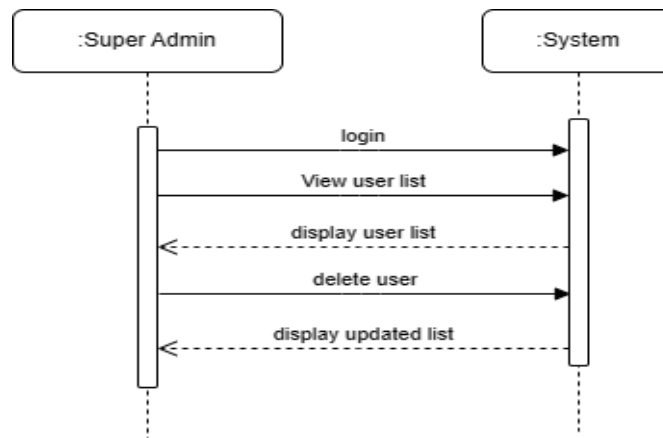 :Super Admin
:System
login
View user list
display user list
delete user
display updated list